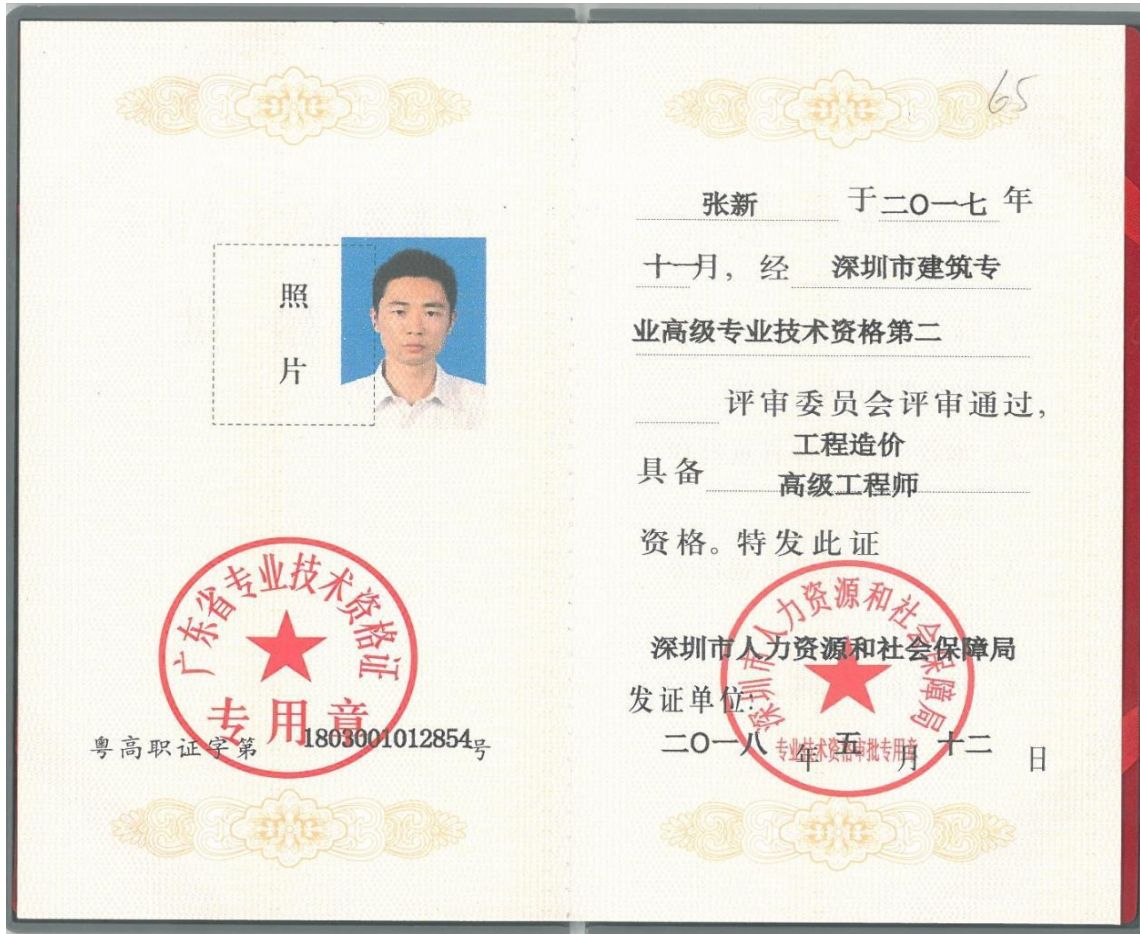 照
片
广东省专业技术资格证
专用章
粤高职证字第1803001012854号
65
张新 于二〇一七年
十一月，经 深圳市建筑专
业高级专业技术资格第二
评审委员会评审通过，
工程造价
具备 高级工程师
资格。特发此证
深圳市人力资源和社会保障局
深圳市人力资源和社会保障局
发证单位：
二〇一八年五月十二日
专业技术资格审批专用章